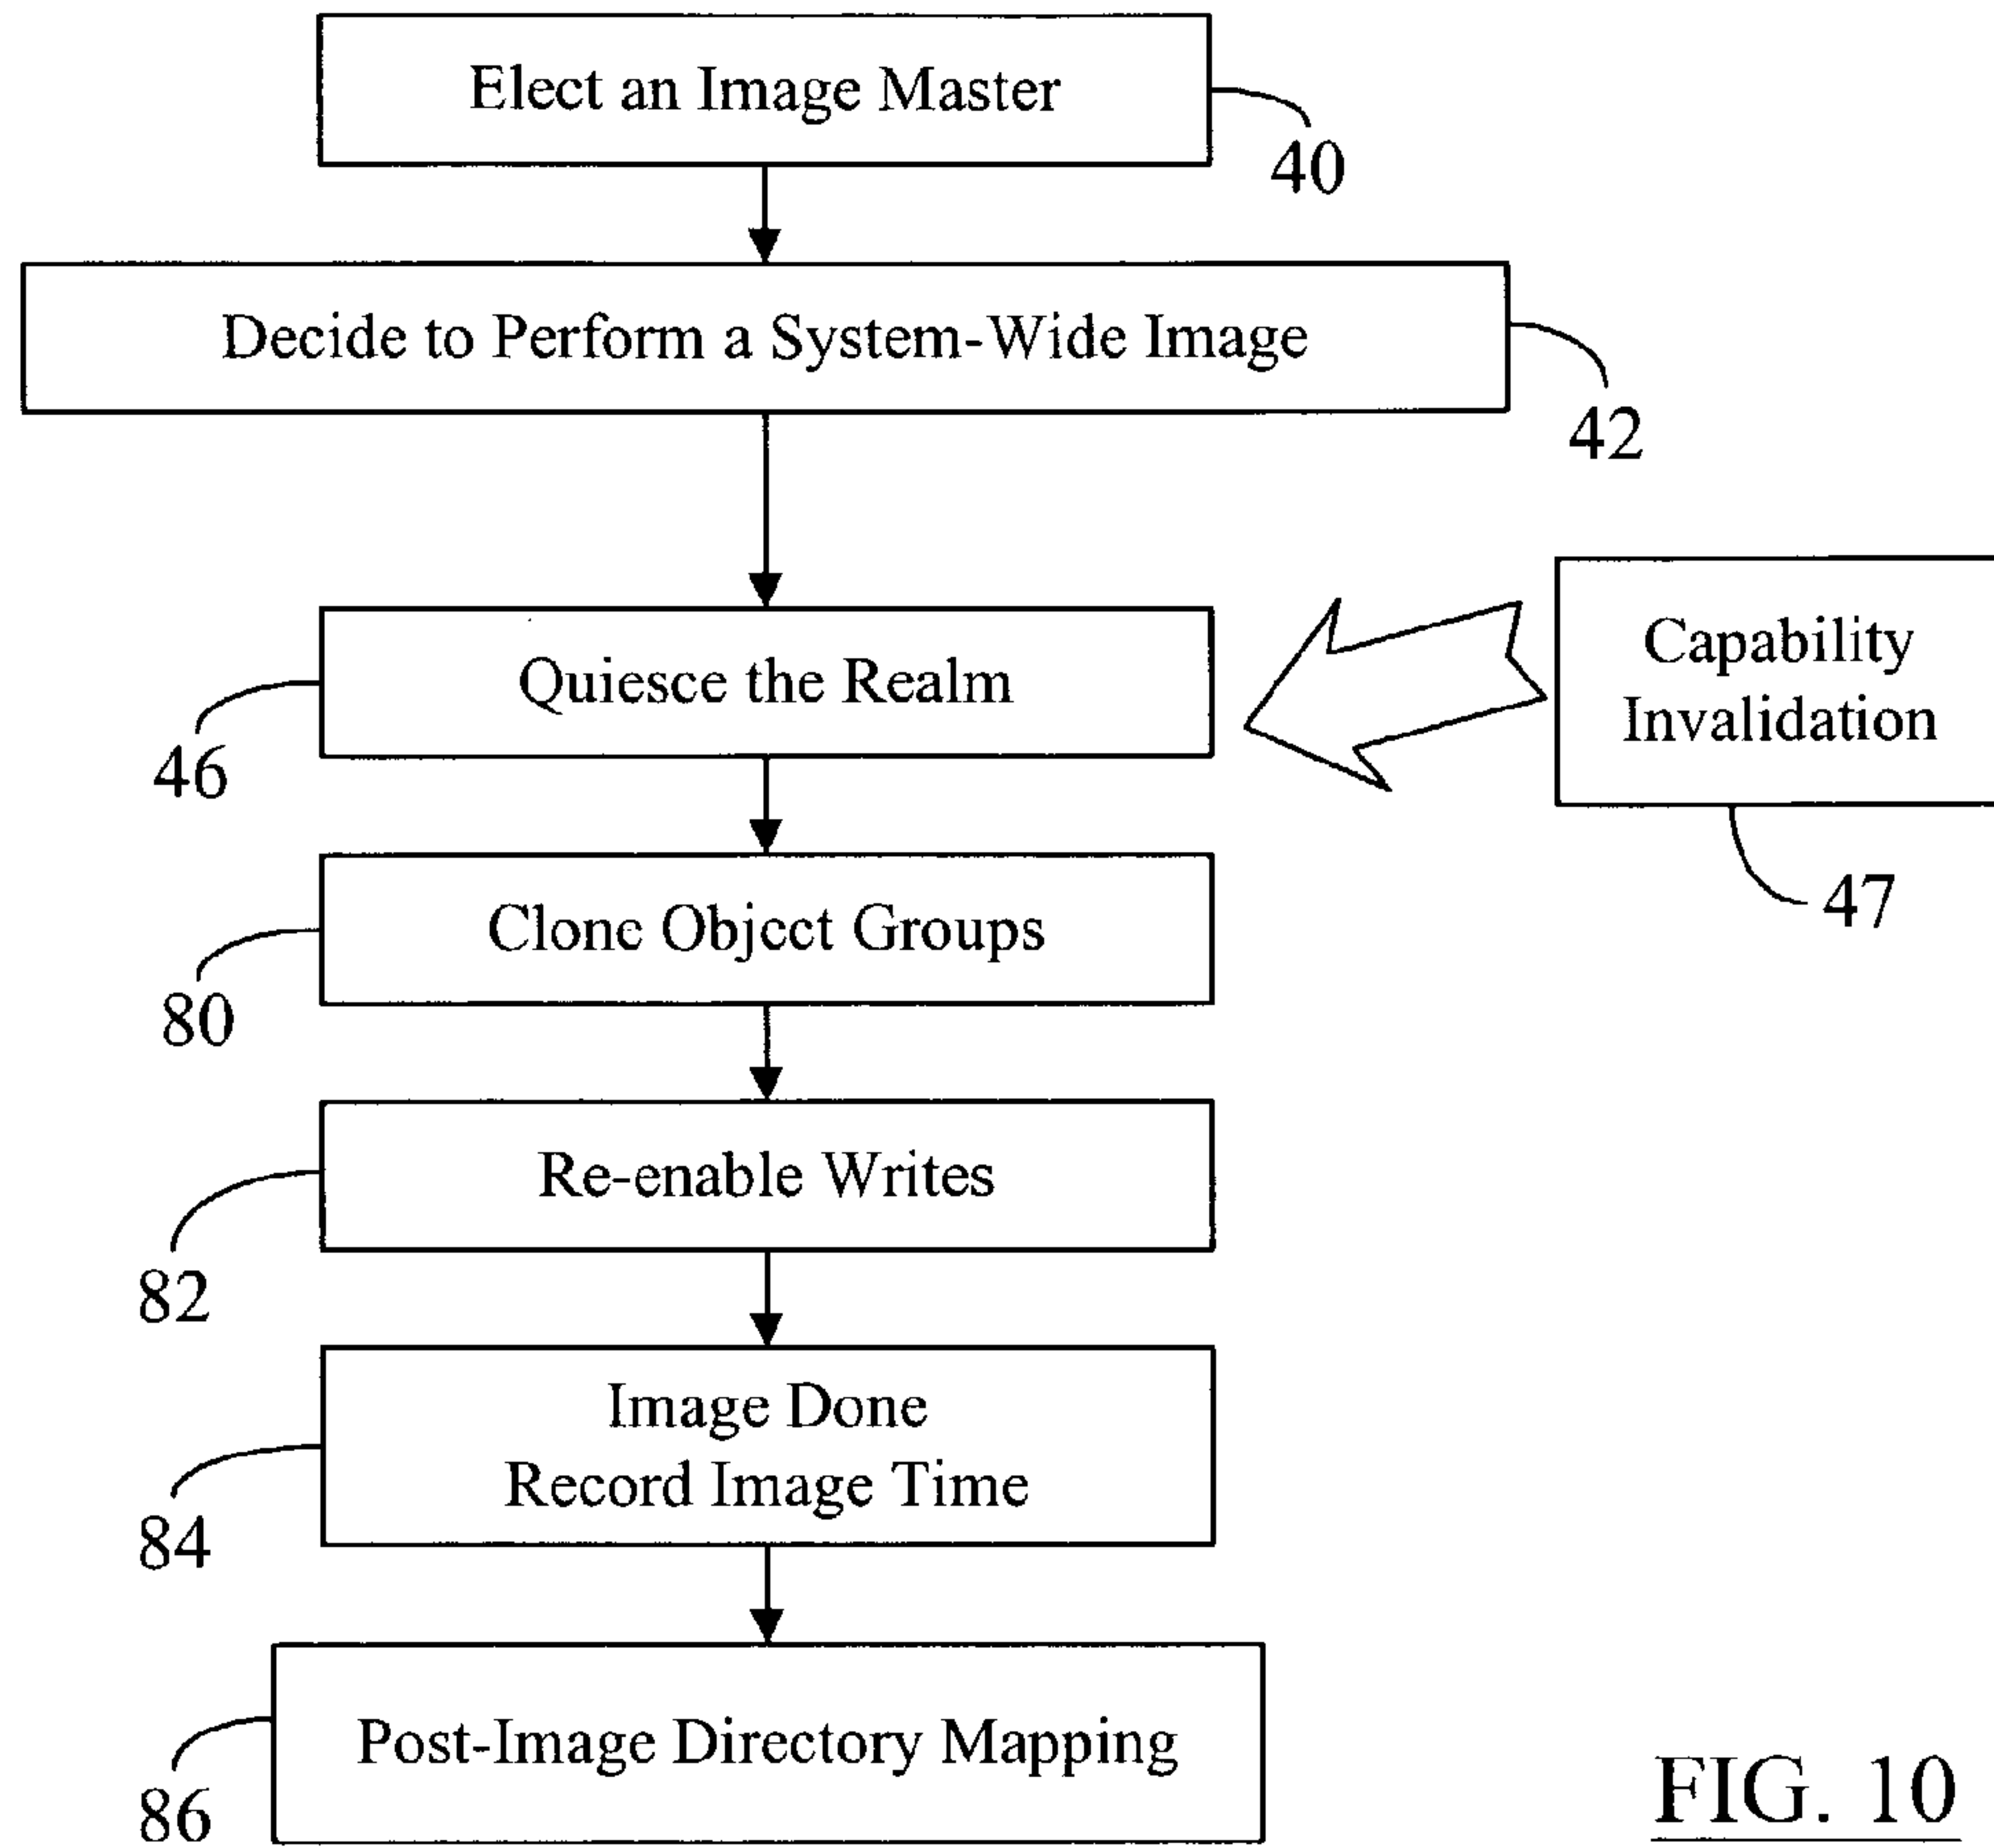 Elect an Image Master
40
Decide to Perform a System-Wide Image
42
Quiesce the Realm
46
Capability
Invalidation
47
Clone Object Groups
80
Re-enable Writes
82
Image Done
Record Image Time
84
Post-Image Directory Mapping
86
FIG. 10